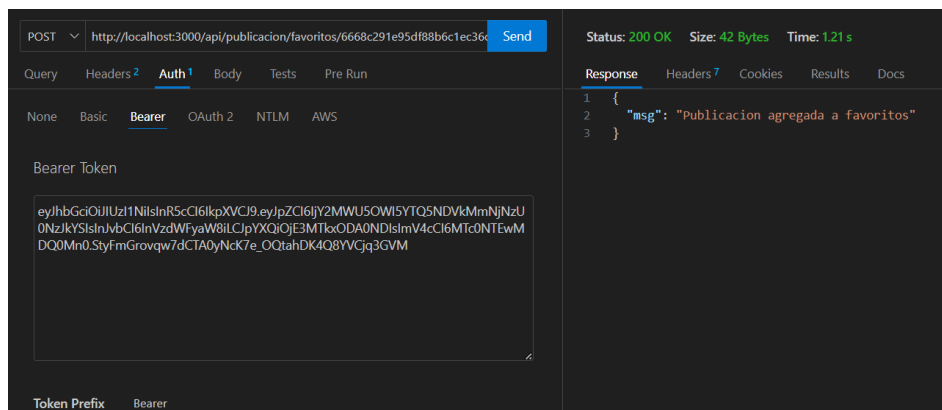 POST http://localhost:3000/api/publicacion/favoritos/6668c291e95df88b6c1ec36c Send
Query Headers 2 Auth 1 Body Tests Pre Run
None Basic Bearer OAuth 2 NTLM AWS
Bearer Token
eyJhbGciOiJIUzI1NiIsInR5cCI6IkpXVCJ9.eyJpZCI6IjY2MWU5OWI5YTQ5NDVkMmNjNzU
0NzJkYSIsInJvbCI6InVzdWFyaW8iLCJpYXQiOjE3MTkxODA0NDIsImV4cCI6MTc0NTEwM
DQ0Mn0.StyFmGrovqw7dCTA0yNcK7e_OQtahDK4Q8YVCjq3GVM
Token Prefix Bearer
Status: 200 OK Size: 42 Bytes Time: 1.21 s
Response Headers 7 Cookies Results Docs
1 {
2 "msg": "Publicacion agregada a favoritos"
3 }